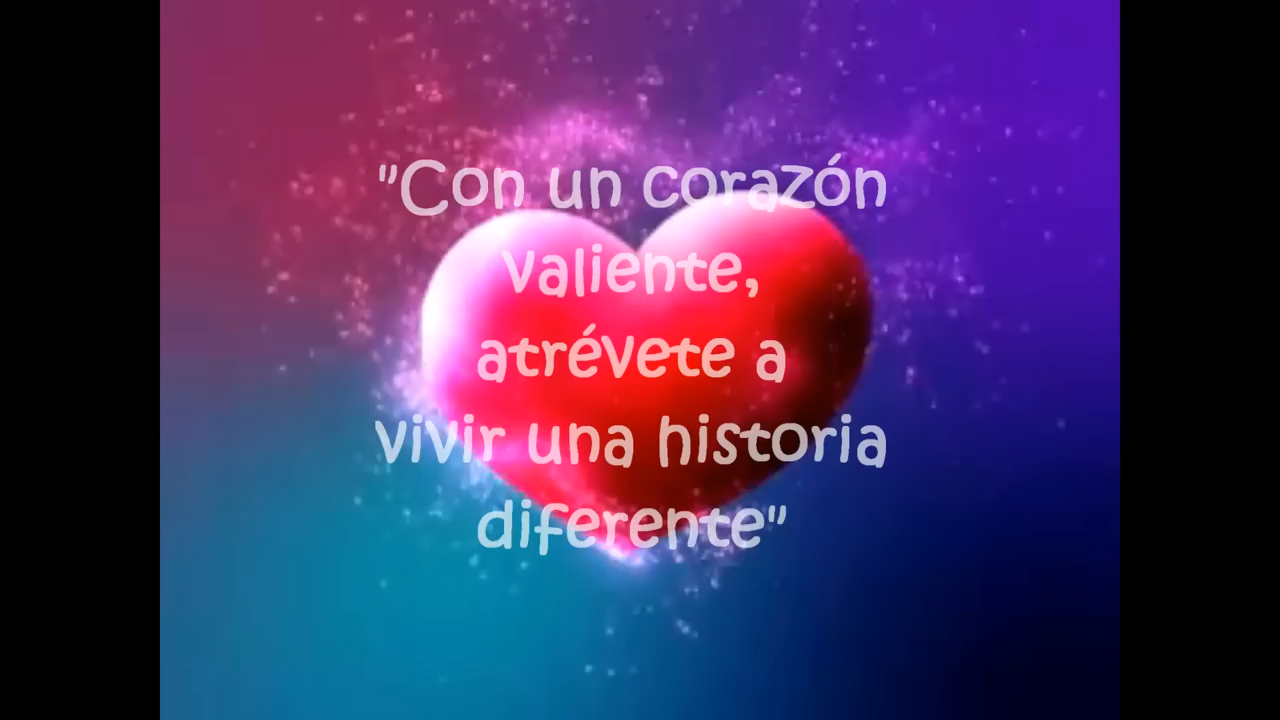 "Con un corazón
valiente,
atrévete a
vivir una historia
diferente"